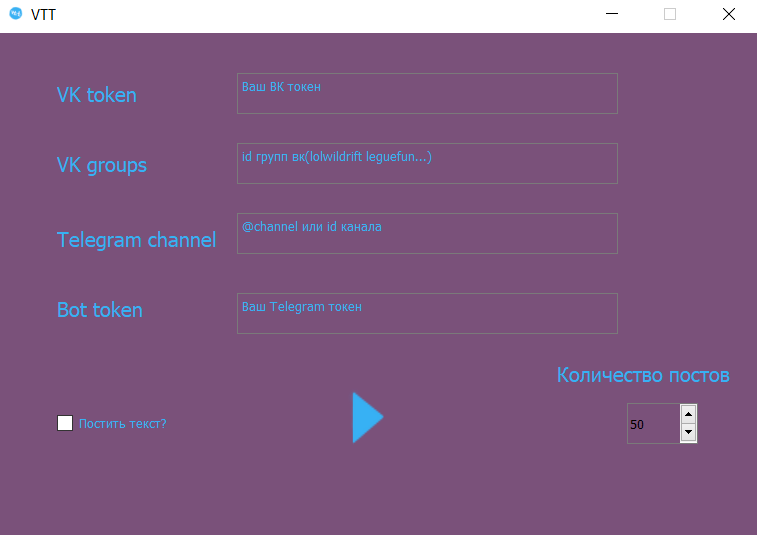 VTT
VK token
Ваш ВК токен
VK groups
id групп вк(lolwildrift leguefun...)
Telegram channel
@channel или id канала
Bot token
Ваш Telegram токен
Количество постов
Постить текст?
50